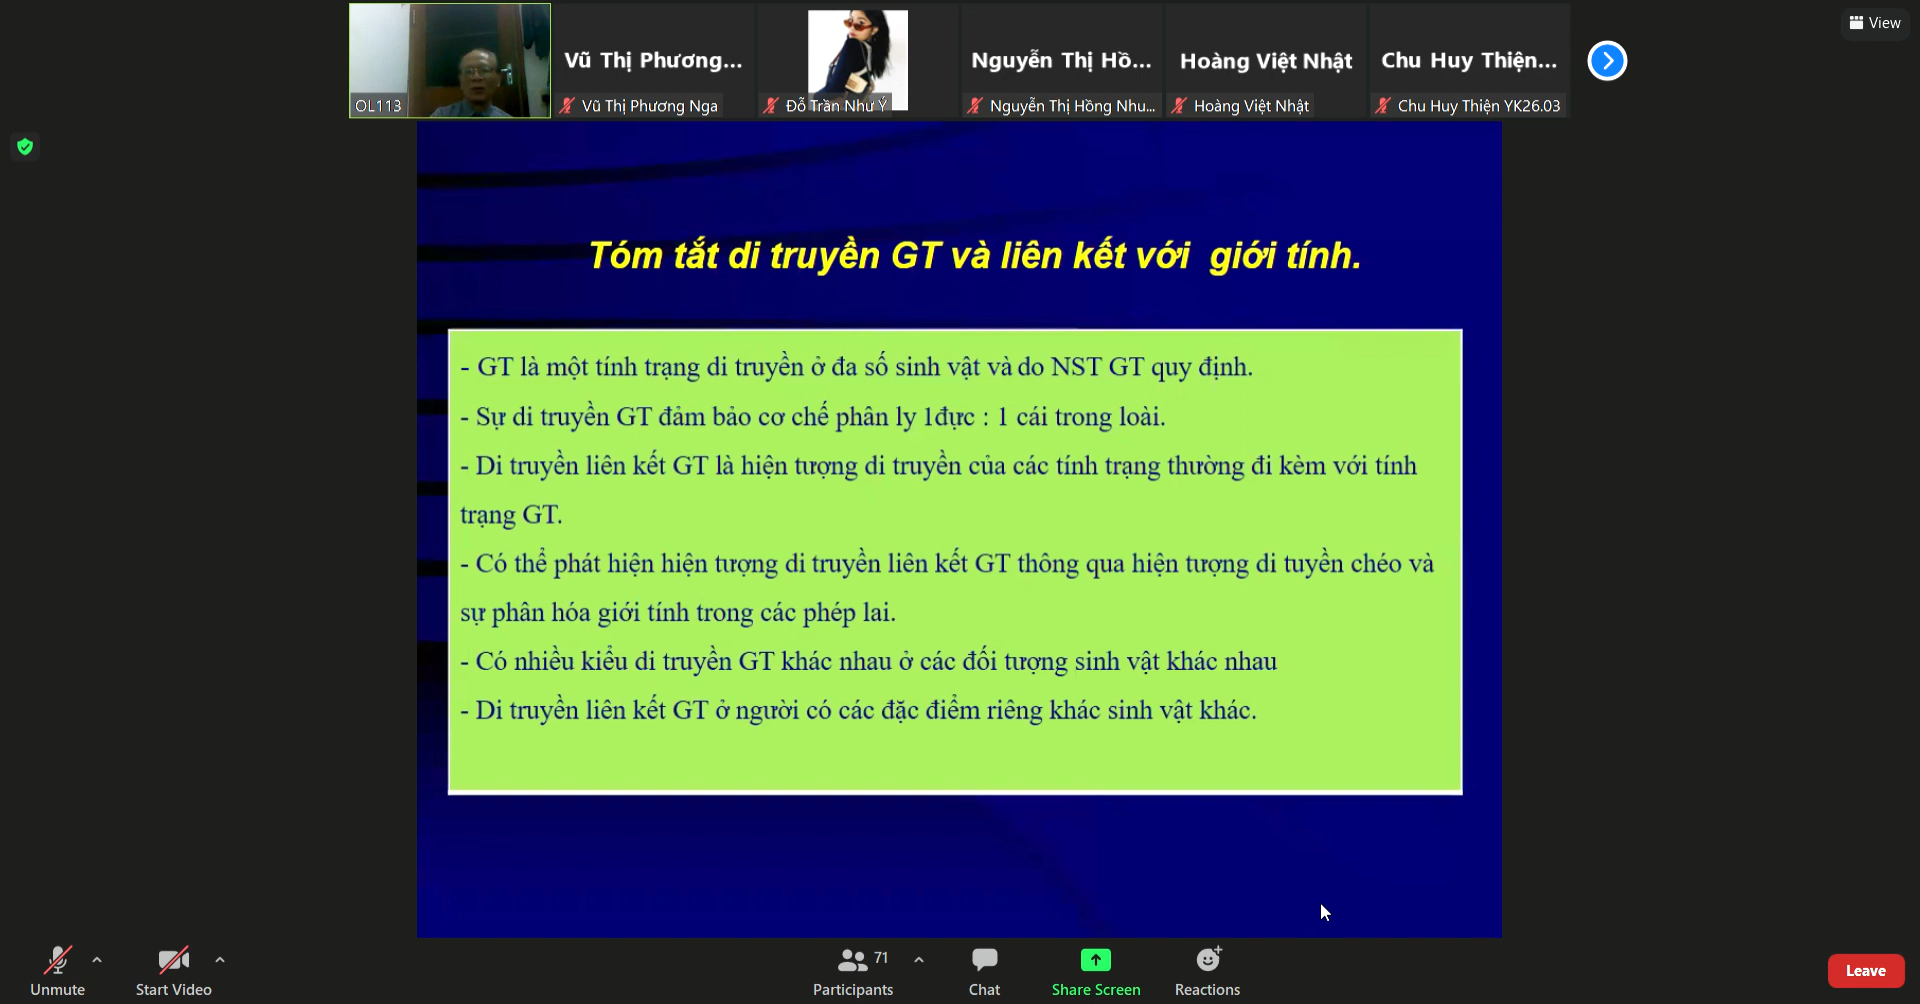 View
Vũ Thị Phương...
Nguyễn Thị Hồ...
Hoàng Việt Nhật
Chu Huy Thiện...
OL113
Vũ Thị Phương Nga
Đỗ Trần Như Ý
Nguyễn Thị Hồng Nhu...
Hoàng Việt Nhật
Chu Huy Thiện YK26.03
Tóm tắt di truyền GT và liên kết với giới tính.
- GT là một tính trạng di truyền ở đa số sinh vật và do NST GT quy định.
- Sự di truyền GT đảm bảo cơ chế phân ly 1đực : 1 cái trong loài.
- Di truyền liên kết GT là hiện tượng di truyền của các tính trạng thường đi kèm với tính
trạng GT.
- Có thể phát hiện hiện tượng di truyền liên kết GT thông qua hiện tượng di tuyền chéo và
sự phân hóa giới tính trong các phép lai.
- Có nhiều kiểu di truyền GT khác nhau ở các đối tượng sinh vật khác nhau
- Di truyền liên kết GT ở người có các đặc điểm riêng khác sinh vật khác.
71
Unmute
Start Video
Participants
Chat
Share Screen
Reactions
Leave